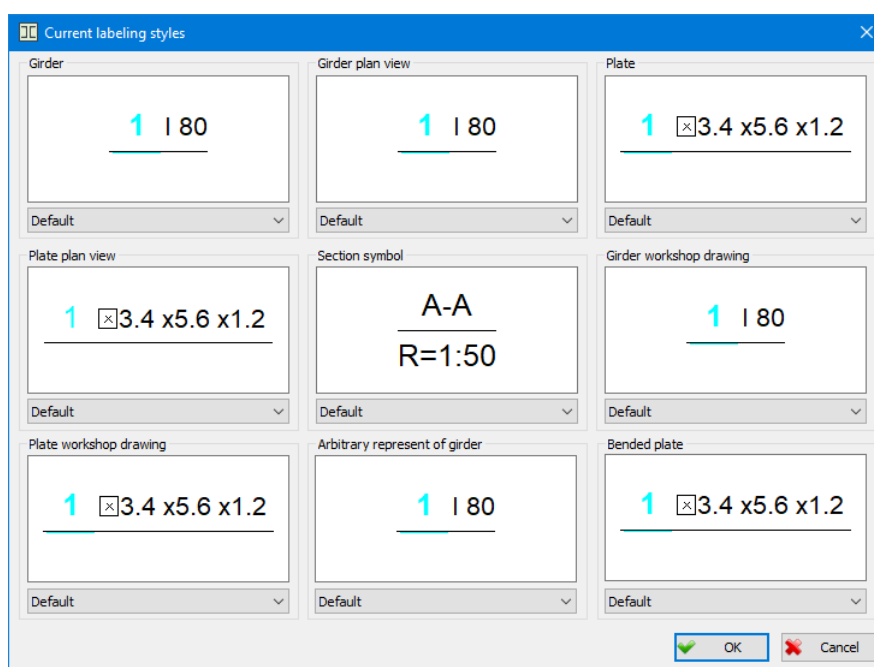 Current labeling styles
Girder
1 I 80
Default
Girder plan view
1 I 80
Default
Plate
1 3.4 x5.6 x1.2
Default
Plate plan view
1 3.4 x5.6 x1.2
Default
Section symbol
A-A
R=1:50
Default
Girder workshop drawing
1 I 80
Default
Plate workshop drawing
1 3.4 x5.6 x1.2
Default
Arbitrary represent of girder
1 I 80
Default
Bended plate
1 3.4 x5.6 x1.2
Default
OK
Cancel